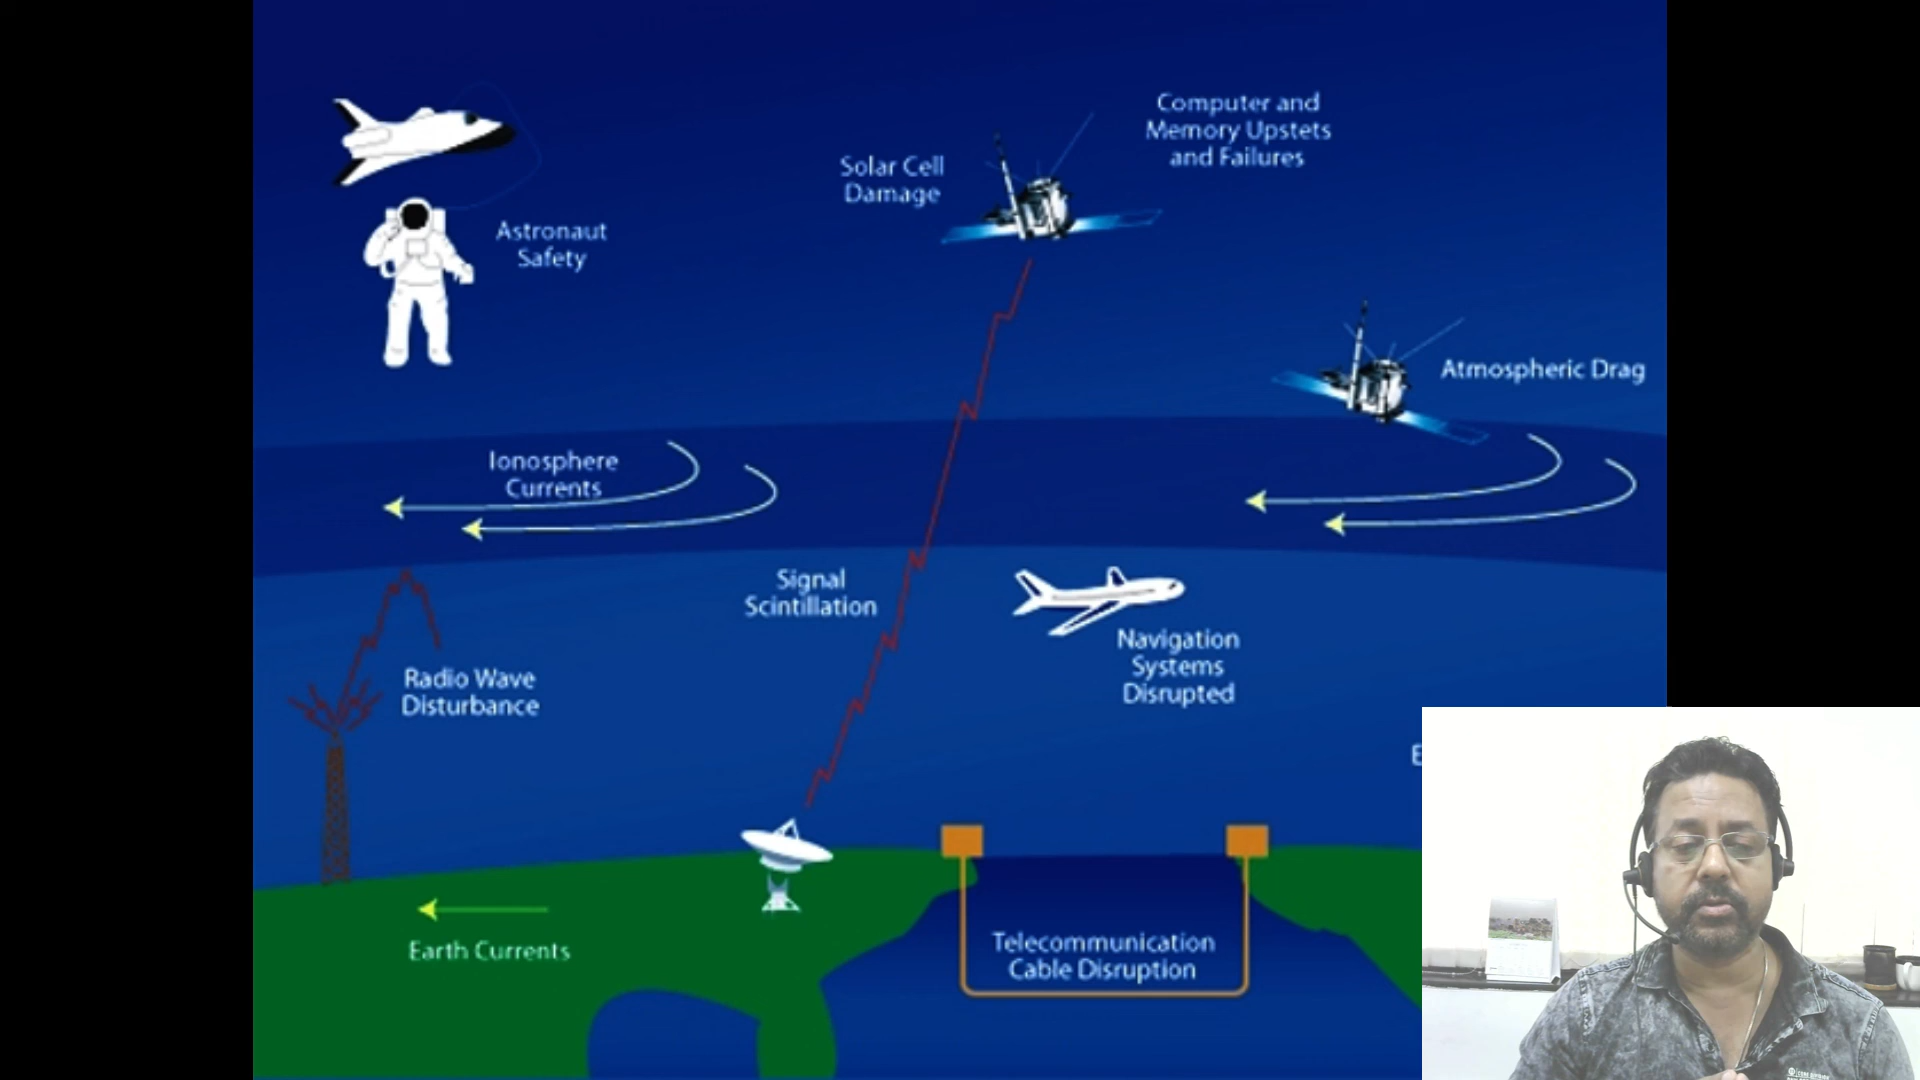 Computer and
Memory Upstets
and Failures
Solar Cell
Damage
Astronaut
Safety
Atmospheric Drag
Ionosphere
Currents
Signal
Scintillation
Navigation
Systems
Disrupted
Radio Wave
Disturbance
E
Earth Currents
Telecommunication
Cable Disruption